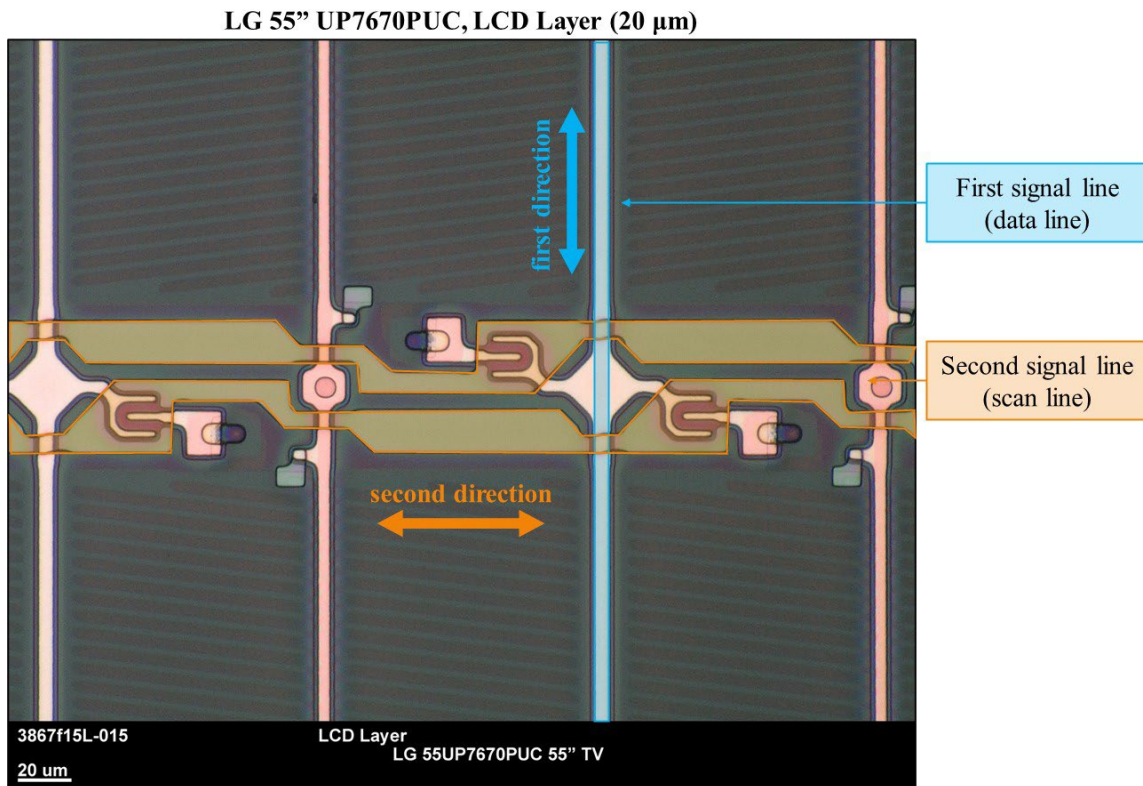 LG 55” UP7670PUC, LCD Layer (20 µm)
first direction
First signal line
(data line)
Second signal line
(scan line)
second direction
3867f15L-015
LCD Layer
LG 55UP7670PUC 55” TV
20 um